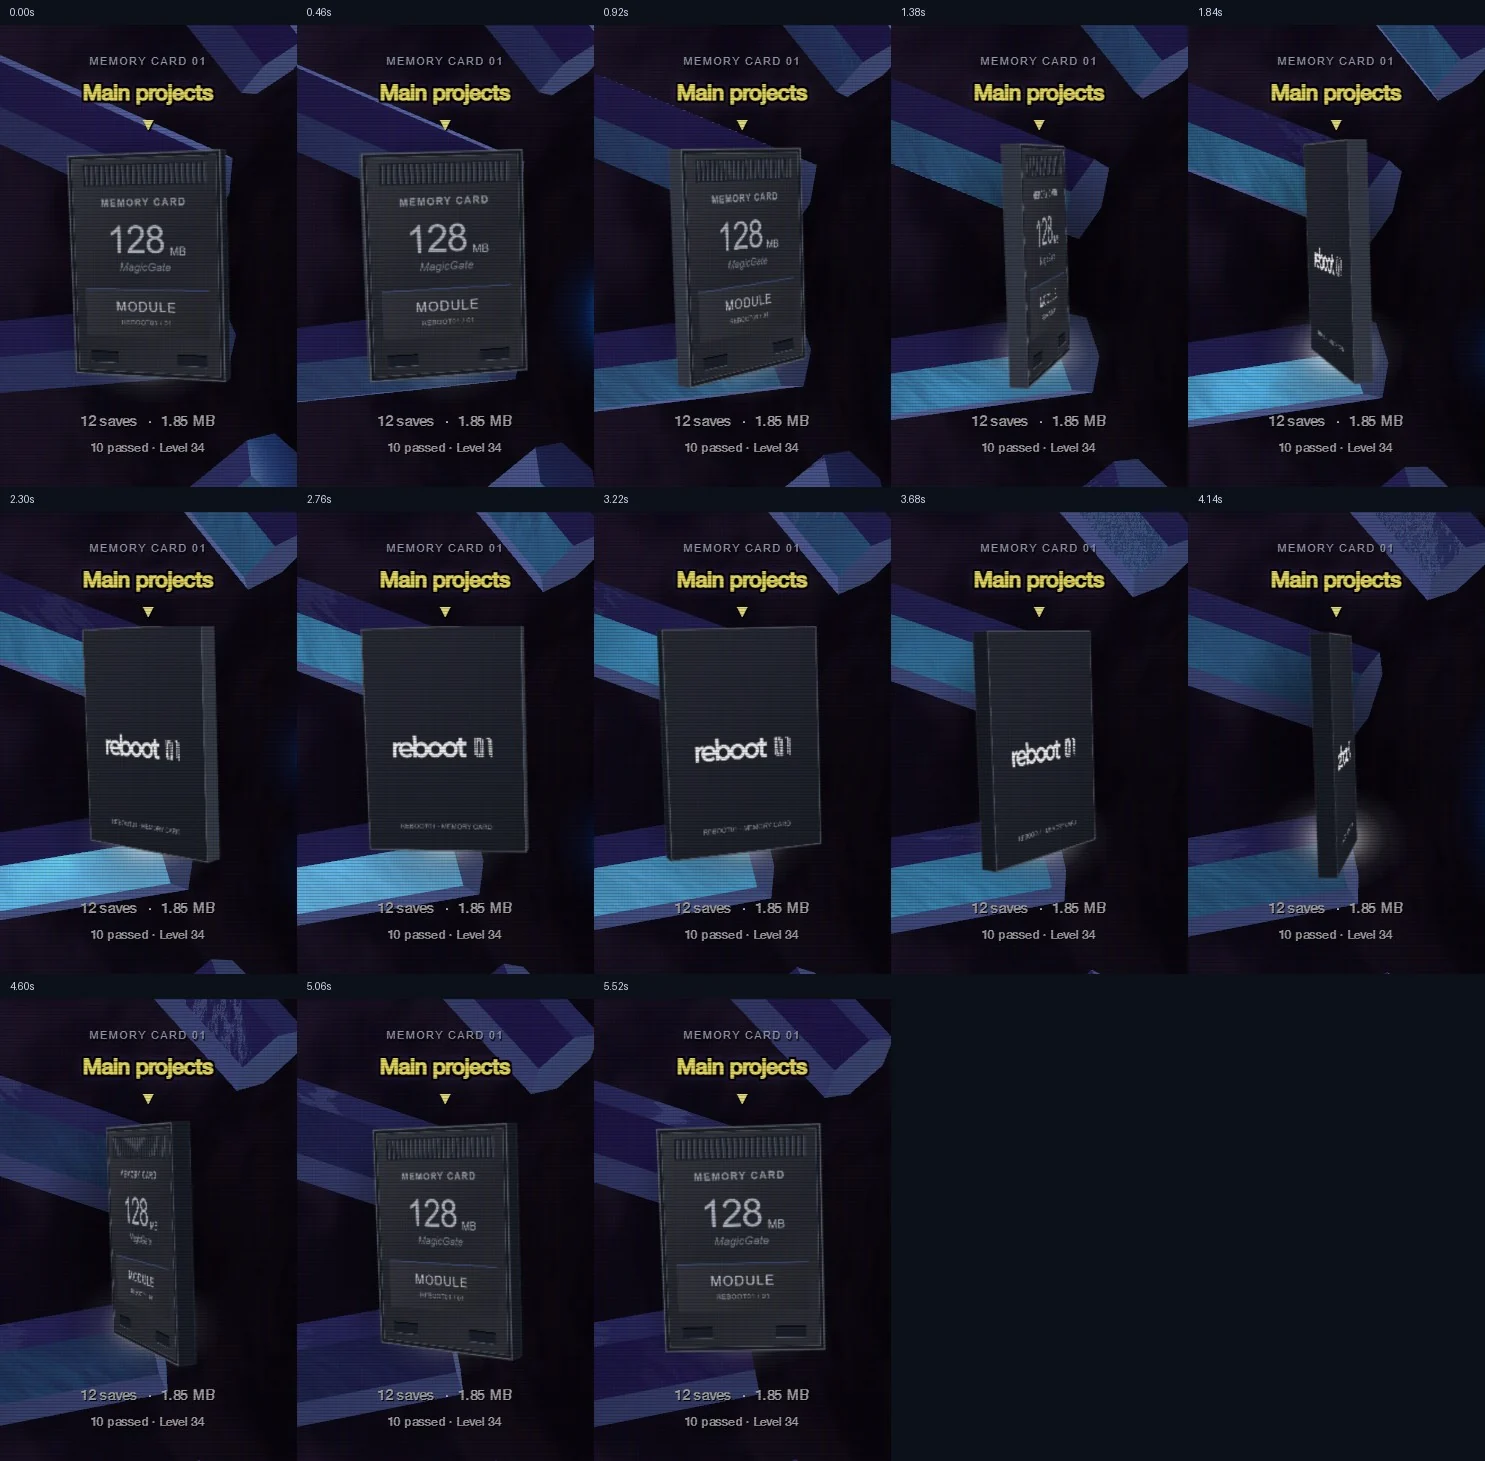 0.00s
MEMORY CARD 01
Main projects
MEMORY CARD
128 MB
MagicGate
MODULE
12 saves · 1.85 MB
10 passed · Level 34
0.46s
MEMORY CARD 01
Main projects
MEMORY CARD
128 MB
MagicGate
MODULE
12 saves · 1.85 MB
10 passed · Level 34
0.92s
MEMORY CARD 01
Main projects
MEMORY CARD
128 MB
MagicGate
MODULE
12 saves · 1.85 MB
10 passed · Level 34
1.38s
MEMORY CARD 01
Main projects
128
12 saves · 1.85 MB
10 passed · Level 34
1.84s
MEMORY CARD 01
Main projects
reboot 01
12 saves · 1.85 MB
10 passed · Level 34
2.30s
MEMORY CARD 01
Main projects
reboot 01
12 saves · 1.85 MB
10 passed · Level 34
2.76s
MEMORY CARD 01
Main projects
reboot 01
REBOOT01 · MEMORY CARD
12 saves · 1.85 MB
10 passed · Level 34
3.22s
MEMORY CARD 01
Main projects
reboot 01
REBOOT01 · MEMORY CARD
12 saves · 1.85 MB
10 passed · Level 34
3.68s
MEMORY CARD 01
Main projects
reboot 01
12 saves · 1.85 MB
10 passed · Level 34
4.14s
MEMORY CARD 01
Main projects
12 saves · 1.85 MB
10 passed · Level 34
4.60s
MEMORY CARD 01
Main projects
MEMORY CARD
128 MB
MagicGate
MODULE
12 saves · 1.85 MB
10 passed · Level 34
5.06s
MEMORY CARD 01
Main projects
MEMORY CARD
128 MB
MagicGate
MODULE
12 saves · 1.85 MB
10 passed · Level 34
5.52s
MEMORY CARD 01
Main projects
MEMORY CARD
128 MB
MagicGate
MODULE
12 saves · 1.85 MB
10 passed · Level 34